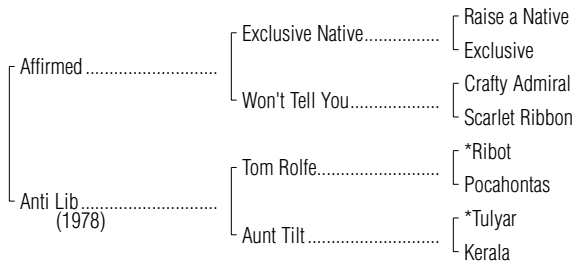 Raise a Native
Exclusive Native................
Exclusive
Affirmed............................
Crafty Admiral
Won't Tell You...................
Scarlet Ribbon
*Ribot
Tom Rolfe..........................
Pocahontas
Anti Lib.............................
(1978)
*Tulyar
Aunt Tilt............................
Kerala